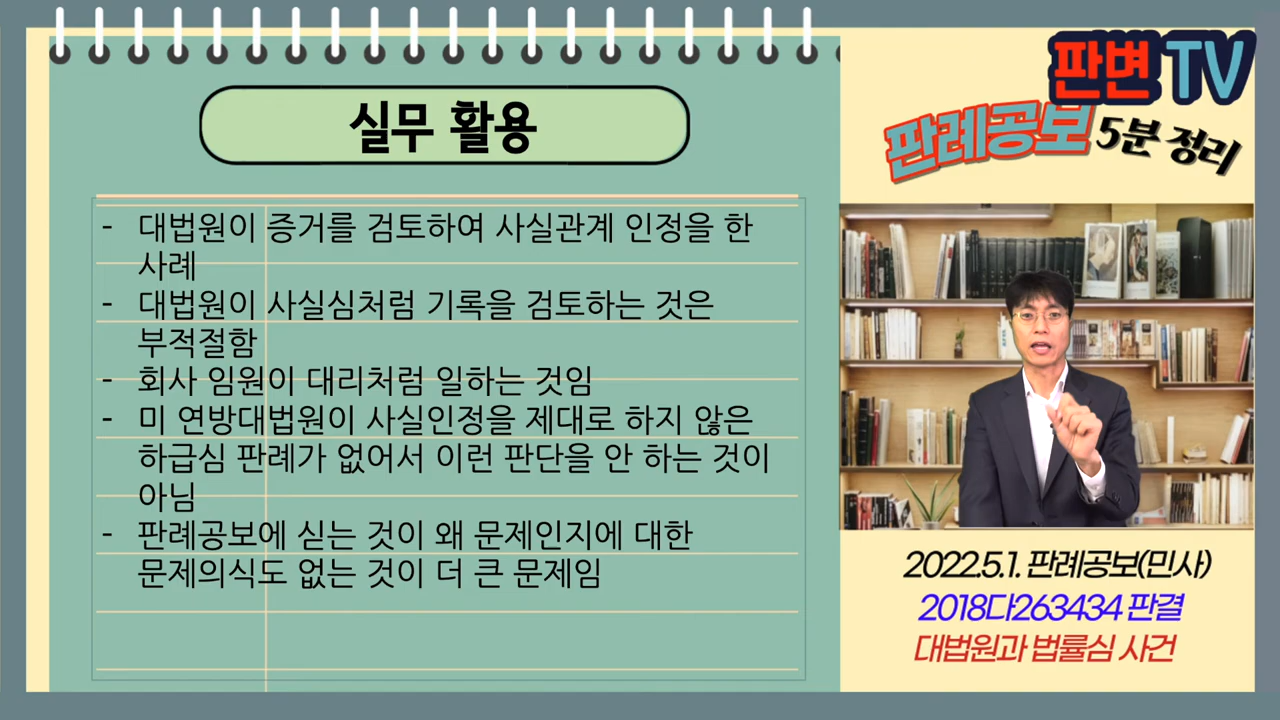 실무 활용
- 대법원이 증거를 검토하여 사실관계 인정을 한
사례
- 대법원이 사실심처럼 기록을 검토하는 것은
부적절함
- 회사 임원이 대리처럼 일하는 것임
- 미 연방대법원이 사실인정을 제대로 하지 않은
하급심 판례가 없어서 이런 판단을 안 하는 것이
아님
- 판례공보에 싣는 것이 왜 문제인지에 대한
문제의식도 없는 것이 더 큰 문제임
판변 TV
판례공보 5분 정리
2022.5.1. 판례공보(민사)
2018다263434 판결
대법원과 법률심 사건